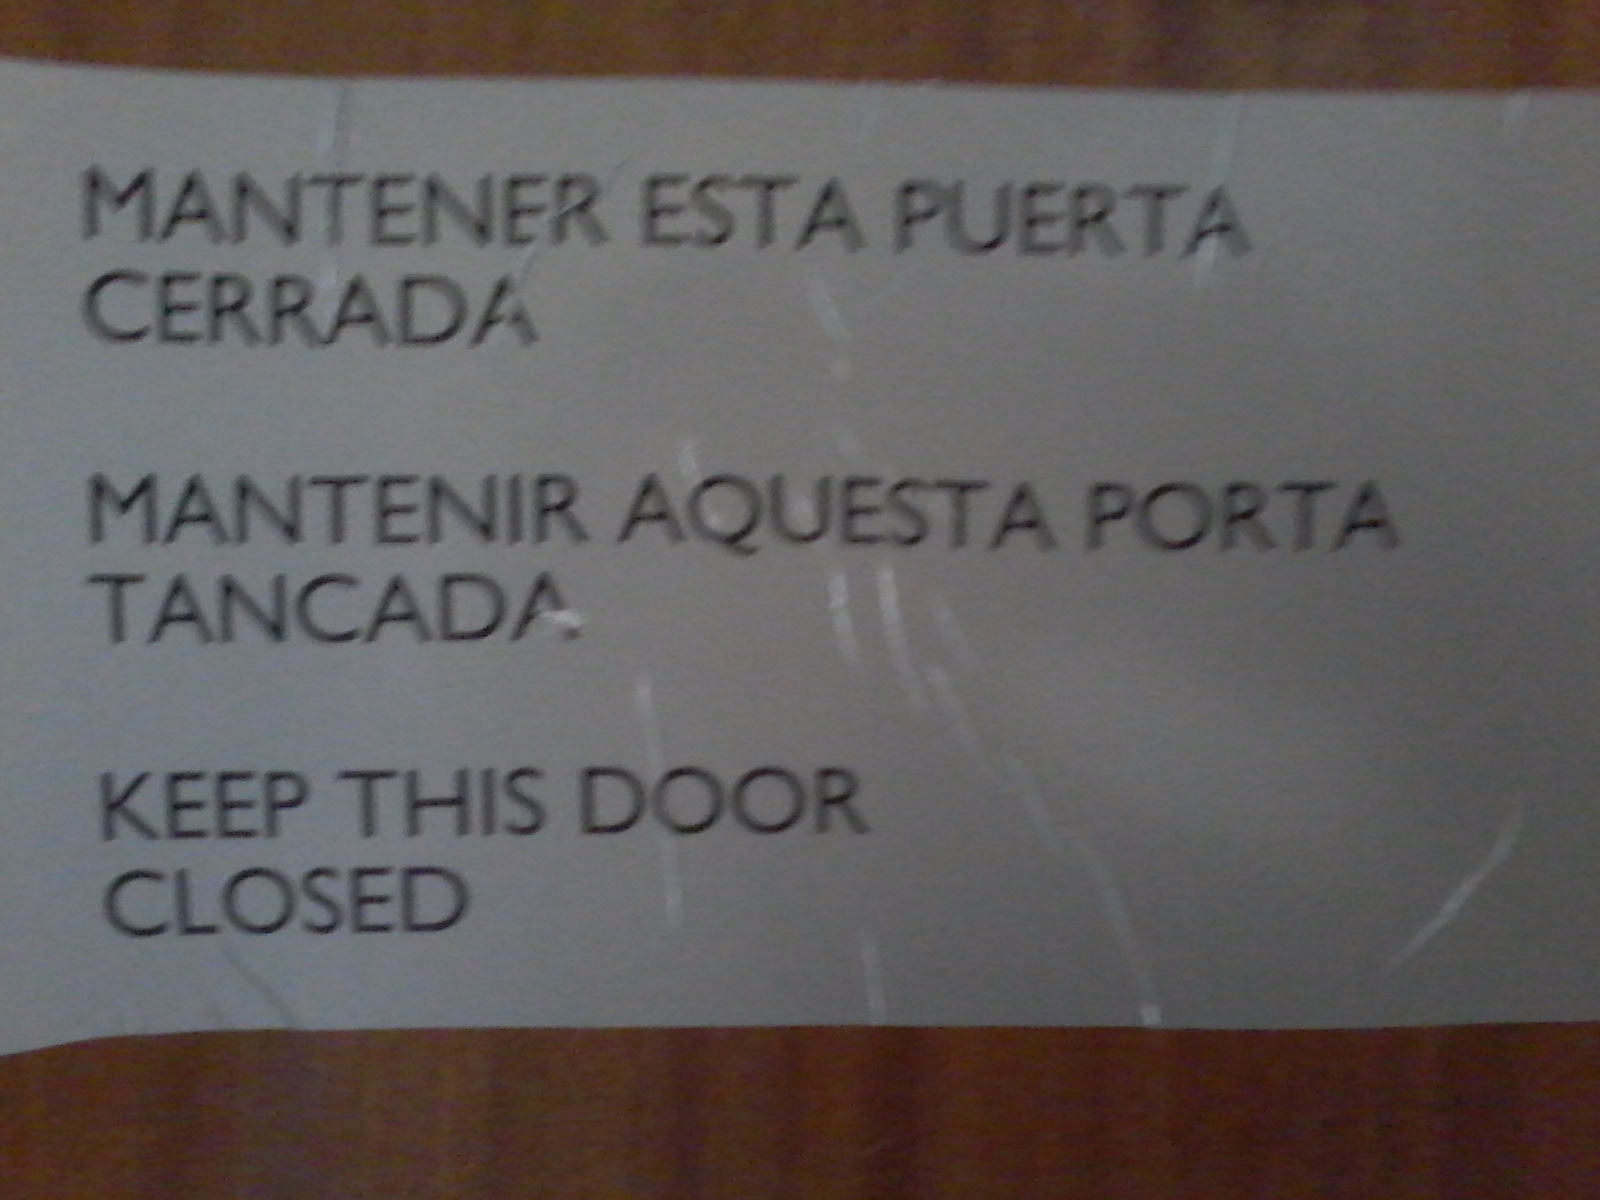 MANTENER ESTA PUERTA
CERRADA
MANTENIR AQUESTA PORTA
TANCADA
KEEP THIS DOOR
CLOSED